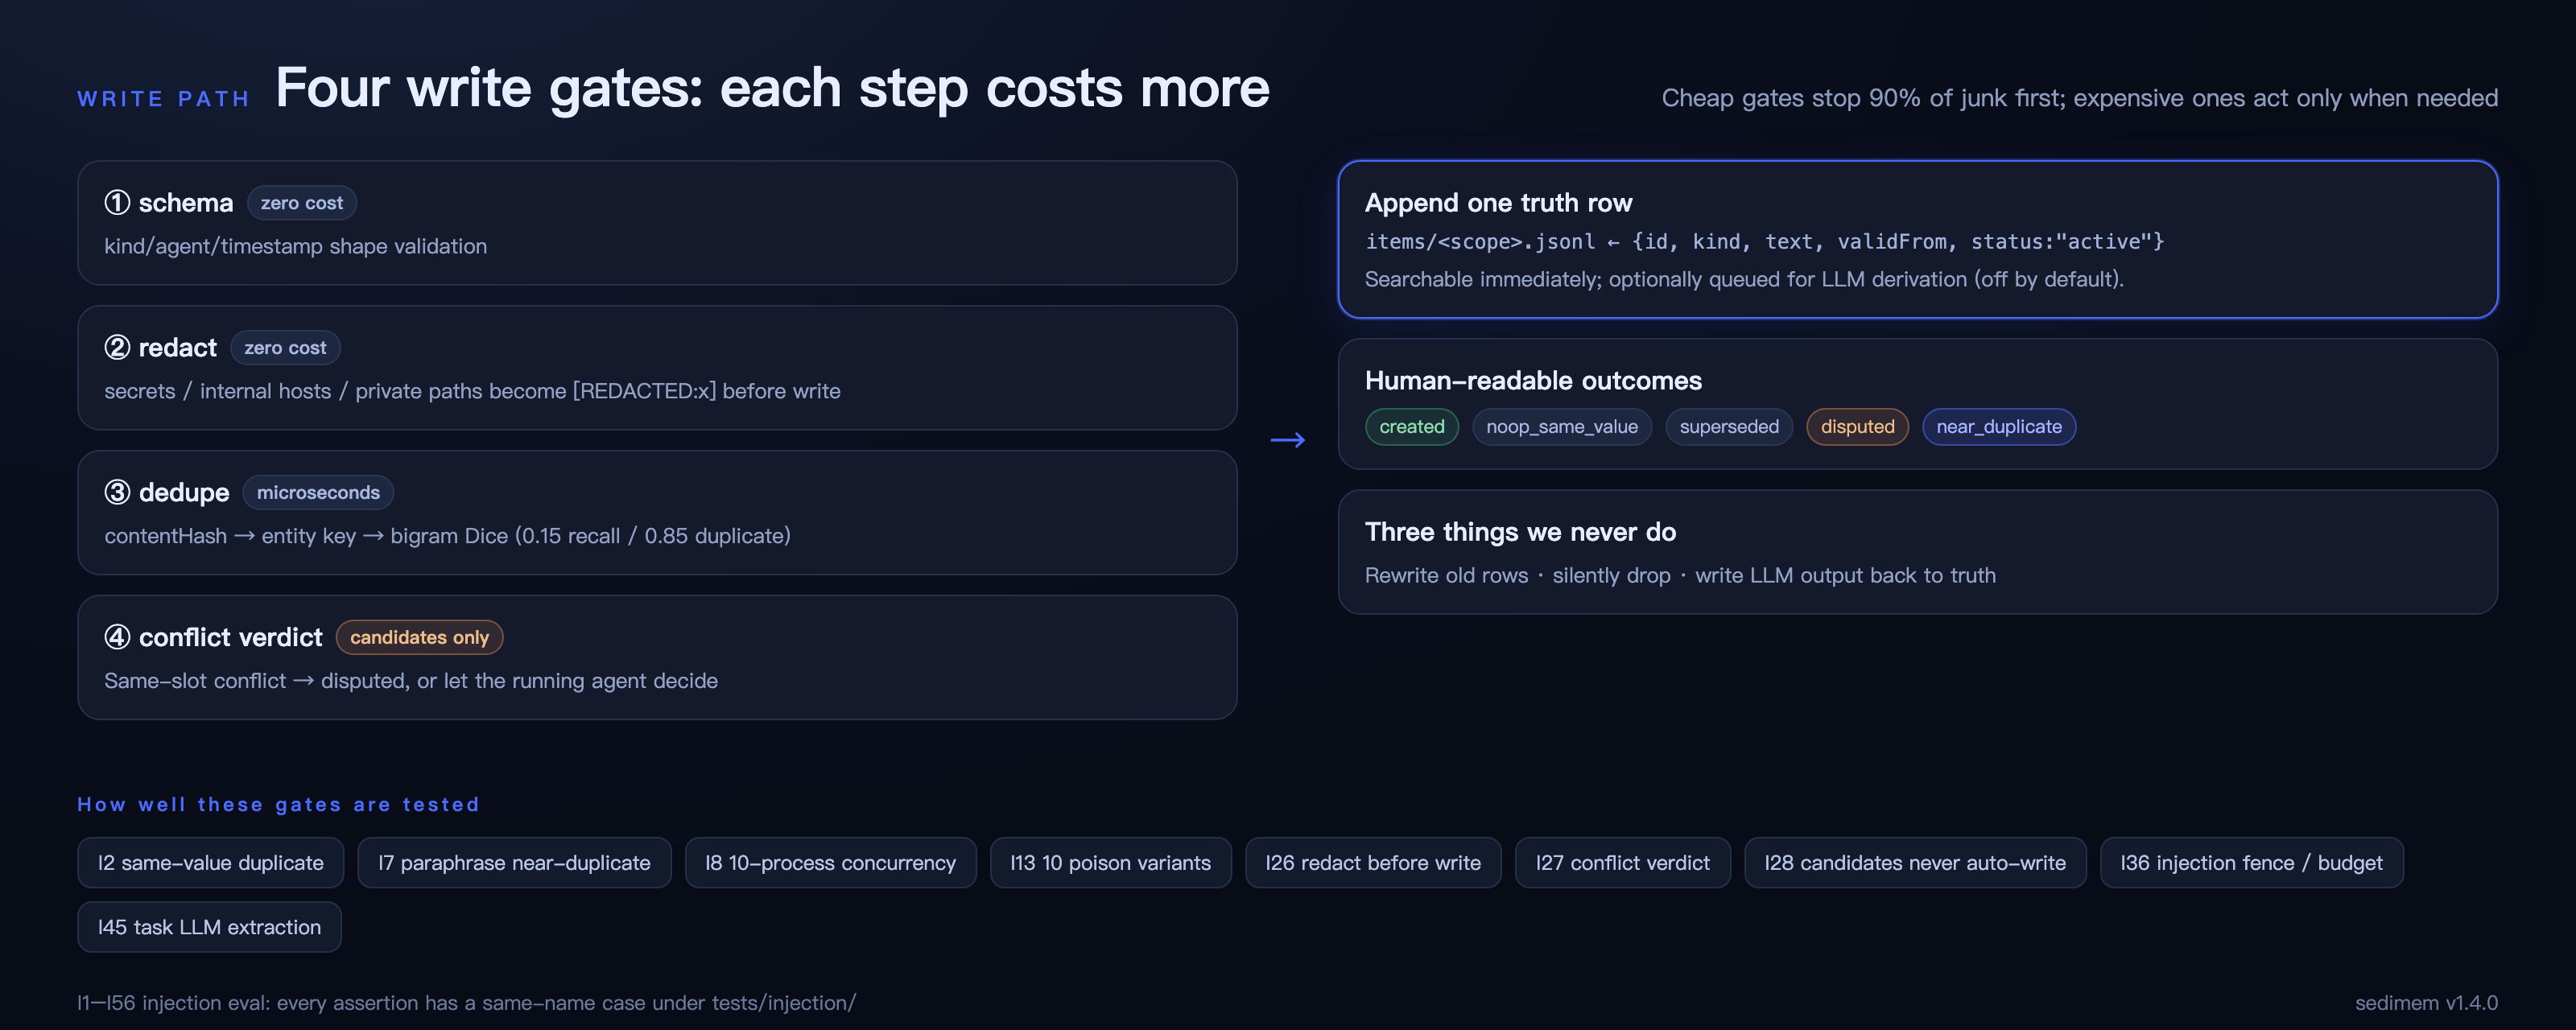 WRITE PATH Four write gates: each step costs more
Cheap gates stop 90% of junk first; expensive ones act only when needed
① schema zero cost
kind/agent/timestamp shape validation
② redact zero cost
secrets / internal hosts / private paths become [REDACTED:x] before write
③ dedupe microseconds
contentHash → entity key → bigram Dice (0.15 recall / 0.85 duplicate)
④ conflict verdict candidates only
Same–slot conflict → disputed, or let the running agent decide
→
Append one truth row
items/<scope>.jsonl ← {id, kind, text, validFrom, status:"active"}
Searchable immediately; optionally queued for LLM derivation (off by default).
Human–readable outcomes
created noop_same_value superseded disputed near_duplicate
Three things we never do
Rewrite old rows · silently drop · write LLM output back to truth
How well these gates are tested
I2 same–value duplicate I7 paraphrase near–duplicate I8 10–process concurrency I13 10 poison variants I26 redact before write I27 conflict verdict I28 candidates never auto–write I36 injection fence / budget
I45 task LLM extraction
I1—I56 injection eval: every assertion has a same–name case under tests/injection/
sedimem v1.4.0